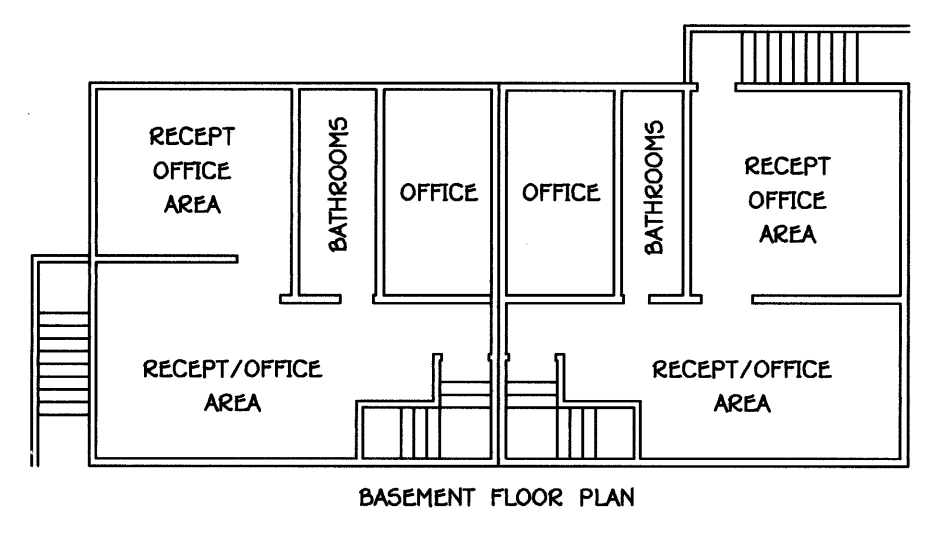 RECEPT
OFFICE
AREA
BATHROOMS
OFFICE
OFFICE
BATHROOMS
RECEPT
OFFICE
AREA
RECEPT/OFFICE
AREA
RECEPT/OFFICE
AREA
BASEMENT FLOOR PLAN